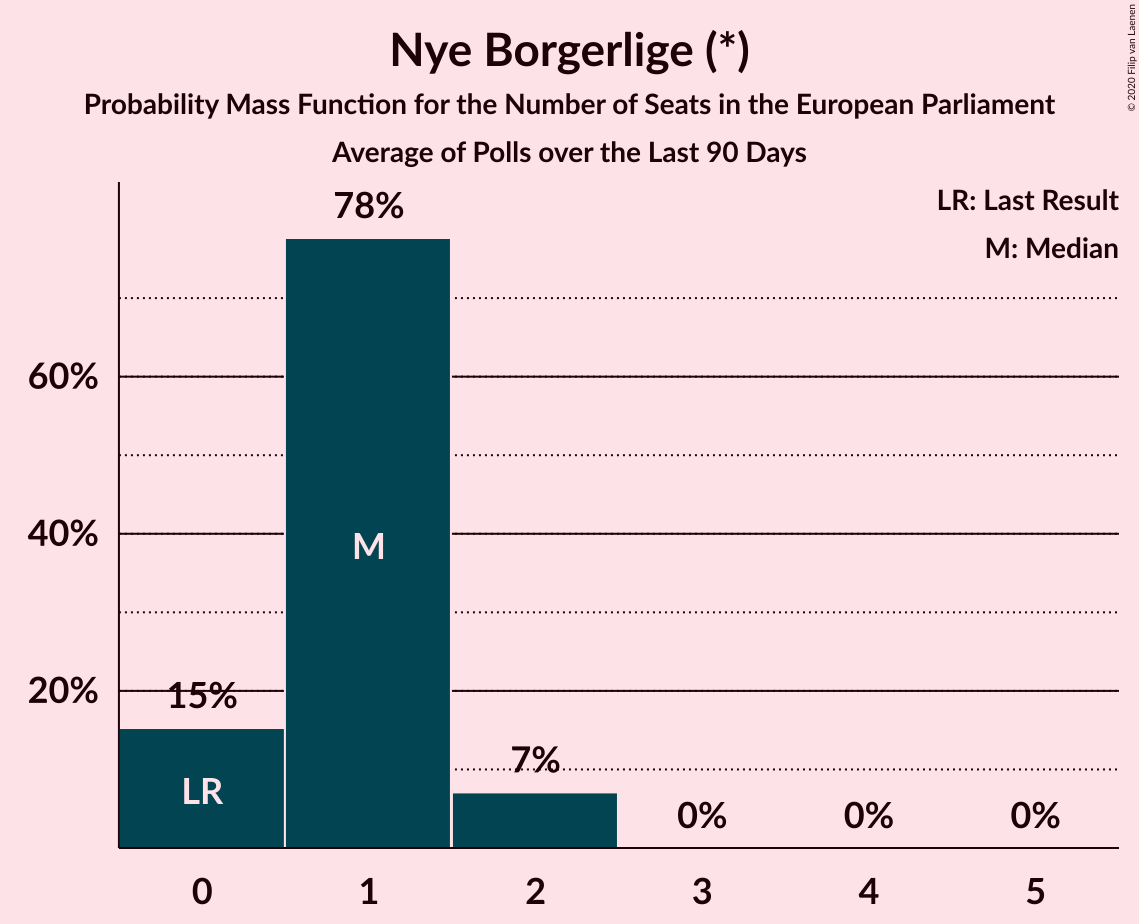 Nye Borgerlige (*)
Probability Mass Function for the Number of Seats in the European Parliament
Average of Polls over the Last 90 Days
© 2020 Filip van Laenen
LR: Last Result
M: Median
78%
60%
40%
M
20%
15%
7%
LR
0%
0%
0%
0
1
2
3
4
5